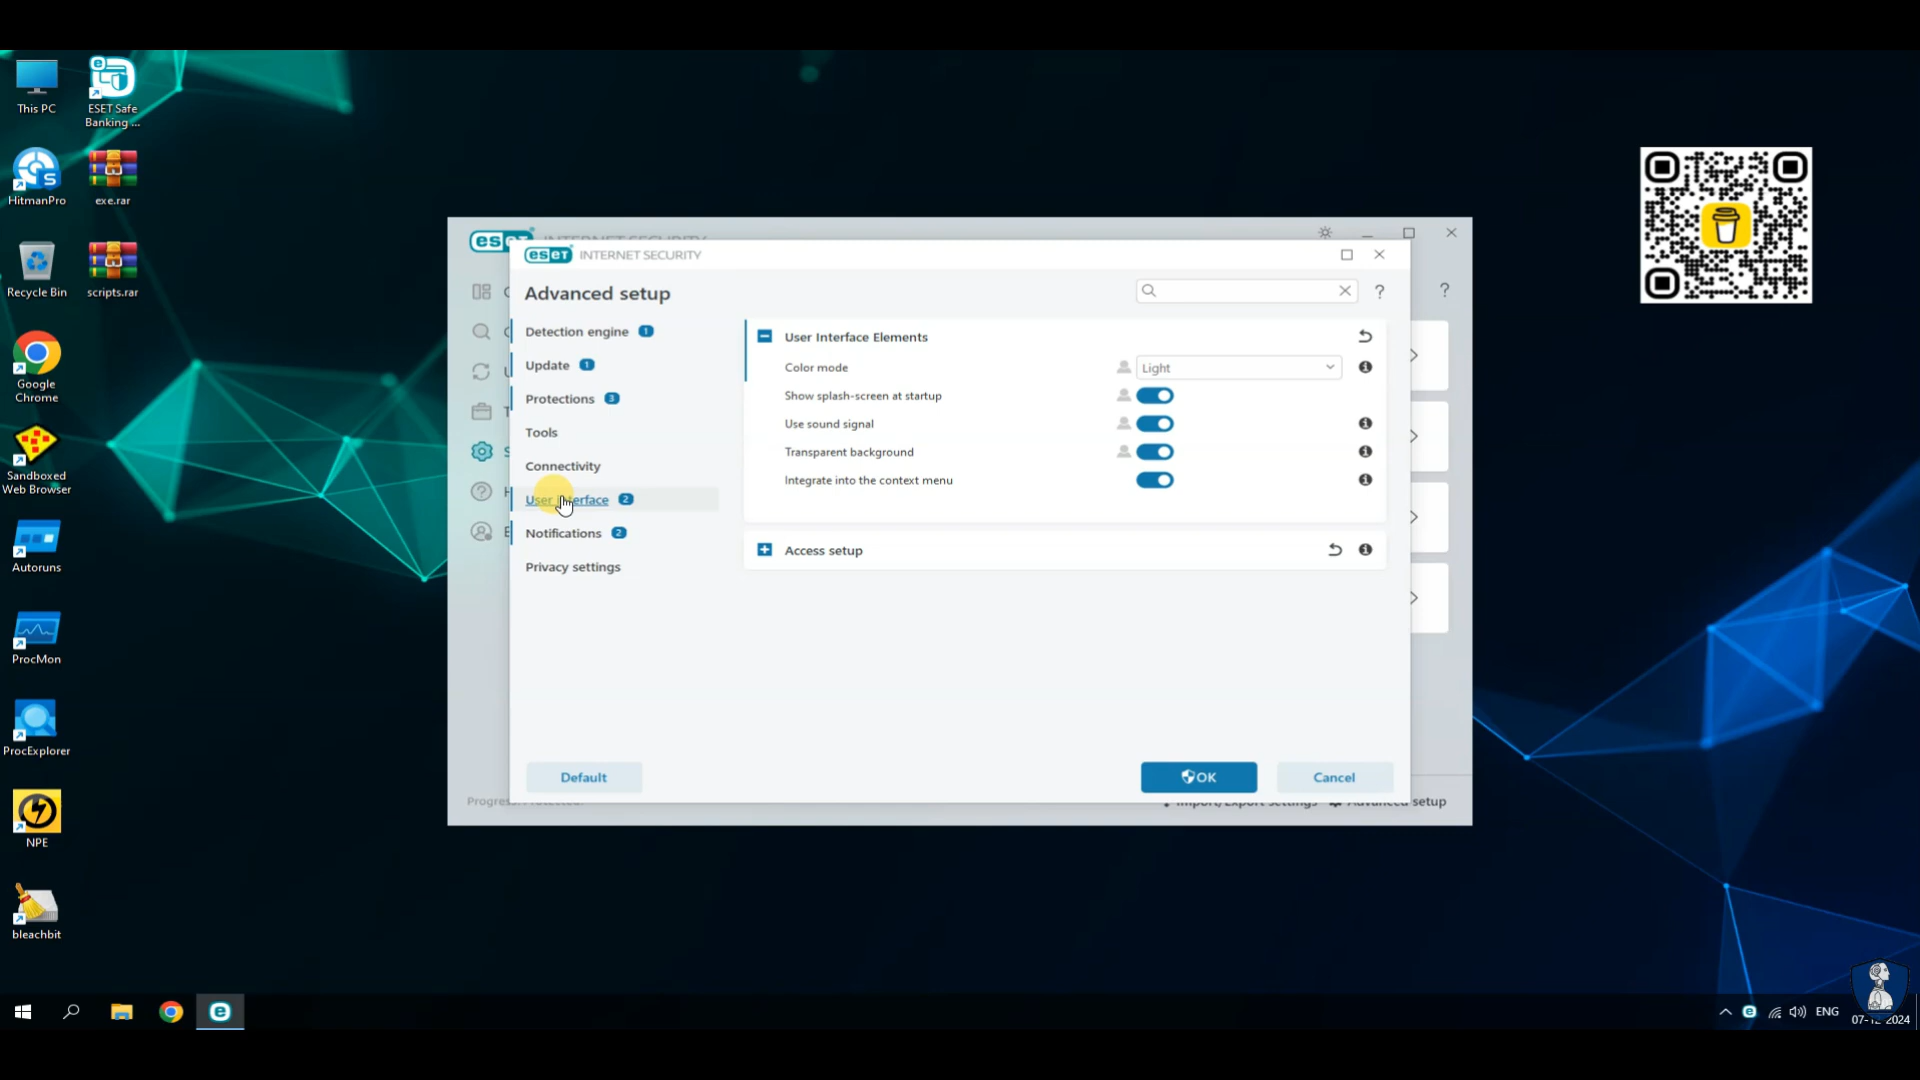 This PC
ESET Safe
Banking ...
HitmanPro
exe.rar
Recycle Bin
scripts.rar
Google
Chrome
Sandboxed
Web Browser
Autoruns
ProcMon
ProcExplorer
NPE
bleachbit
eseT INTERNET SECURITY
Advanced setup
?
?
Detection engine 1
Update 1
Protections 3
Tools
Connectivity
User interface 2
Notifications 2
Privacy settings
User Interface Elements
Color mode
Light
Show splash-screen at startup
Use sound signal
Transparent background
Integrate into the context menu
Access setup
Default
OK
Cancel
ENG